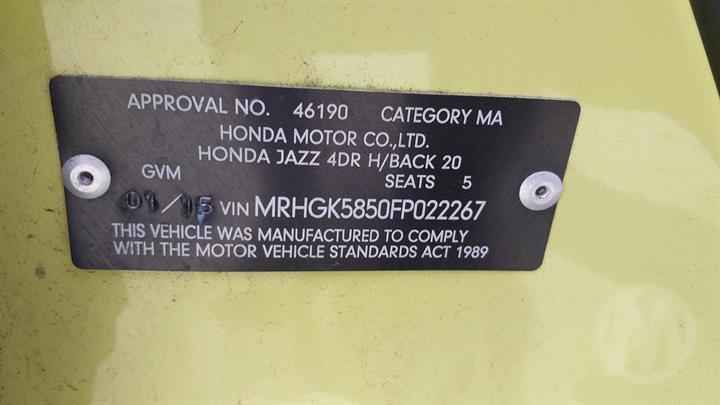 APPROVAL NO. 46190 CATEGORY MA
HONDA MOTOR CO.,LTD.
HONDA JAZZ 4DR H/BACK 20
GVM SEATS 5
01/15 VIN MRHGK5850FP022267
THIS VEHICLE WAS MANUFACTURED TO COMPLY
WITH THE MOTOR VEHICLE STANDARDS ACT 1989
M